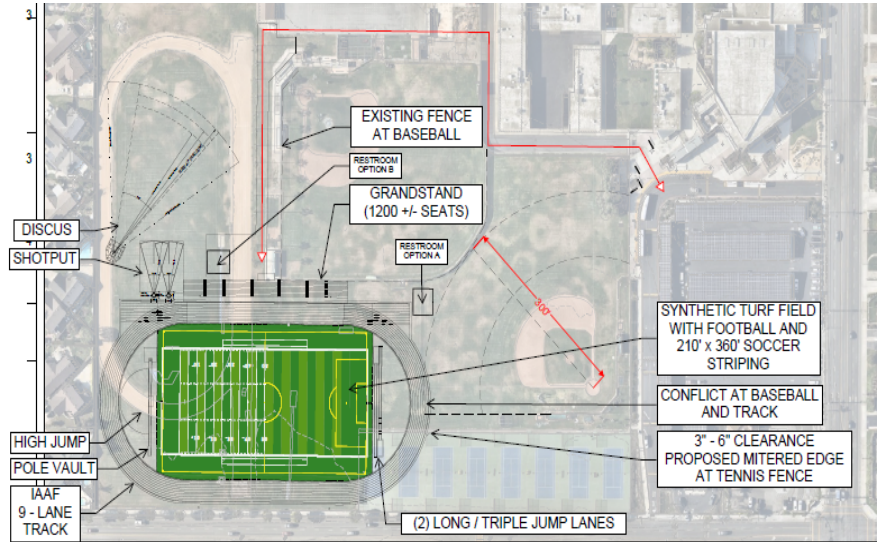 3
3
EXISTING FENCE
AT BASEBALL
RESTROOM
OPTION B
GRANDSTAND
(1200 +/- SEATS)
DISCUS
SHOTPUT
RESTROOM
OPTION A
300'
SYNTHETIC TURF FIELD
WITH FOOTBALL AND
210' x 360' SOCCER
STRIPING
CONFLICT AT BASEBALL
AND TRACK
3" - 6" CLEARANCE
PROPOSED MITERED EDGE
AT TENNIS FENCE
HIGH JUMP
POLE VAULT
IAAF
9 - LANE
TRACK
(2) LONG / TRIPLE JUMP LANES